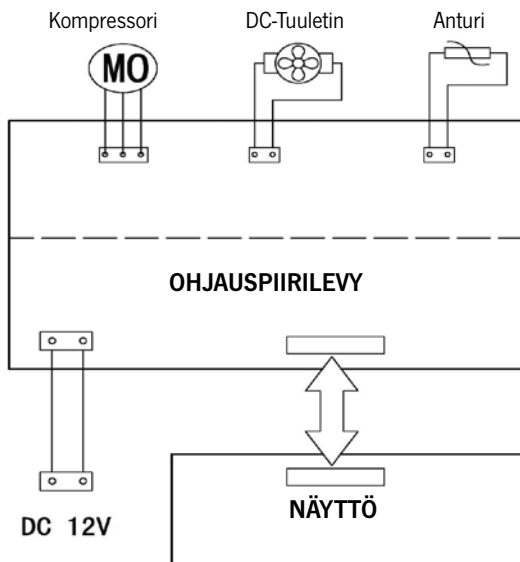 Kompressori
DC-Tuuletin
Anturi
MO
OHJAUSPIIRILEVY
NÄYTTÖ
DC 12V